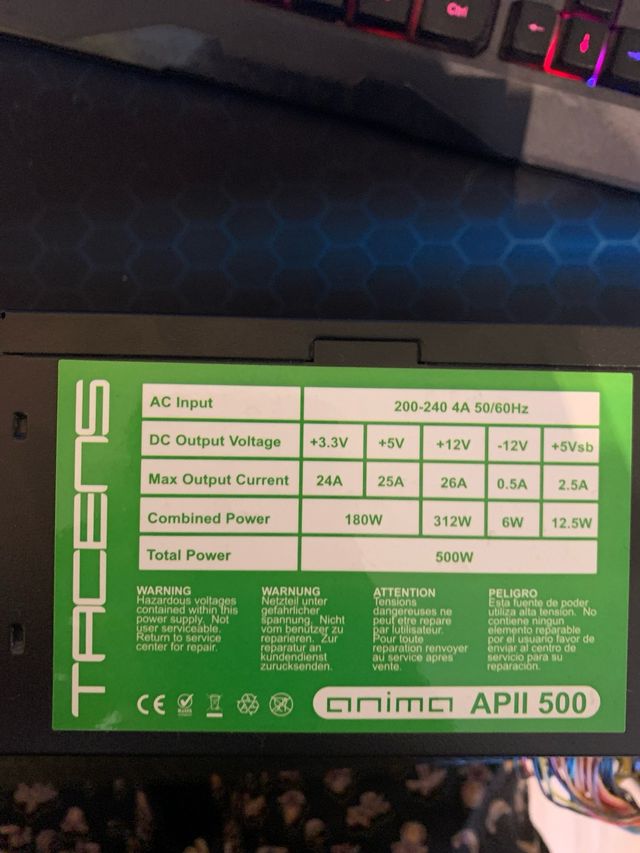 Ctrl
TACENS
AC Input 200-240 4A 50/60Hz
DC Output Voltage +3.3V +5V +12V -12V +5Vsb
Max Output Current 24A 25A 26A 0.5A 2.5A
Combined Power 180W 312W 6W 12.5W
Total Power 500W
WARNING
Hazardous voltages
contained within this
power supply. Not
user serviceable.
Return to service
center for repair.
WARNUNG
Netzteil unter
gefahrlicher
spannung. Nicht
vom benutzer zu
reparieren. Zur
reparatur an
kundendienst
zurucksenden.
ATTENTION
Tensions
dangereuses ne
peut etre repare
par lutilisateur.
Pour toute
reparation renvoyer
au service apres
vente.
PELIGRO
Esta fuente de poder
utiliza alta tension. No
contiene ningun
elemento reparable
por el usuario favor de
enviar al centro de
servicio para su
reparación.
CE
anima APII 500